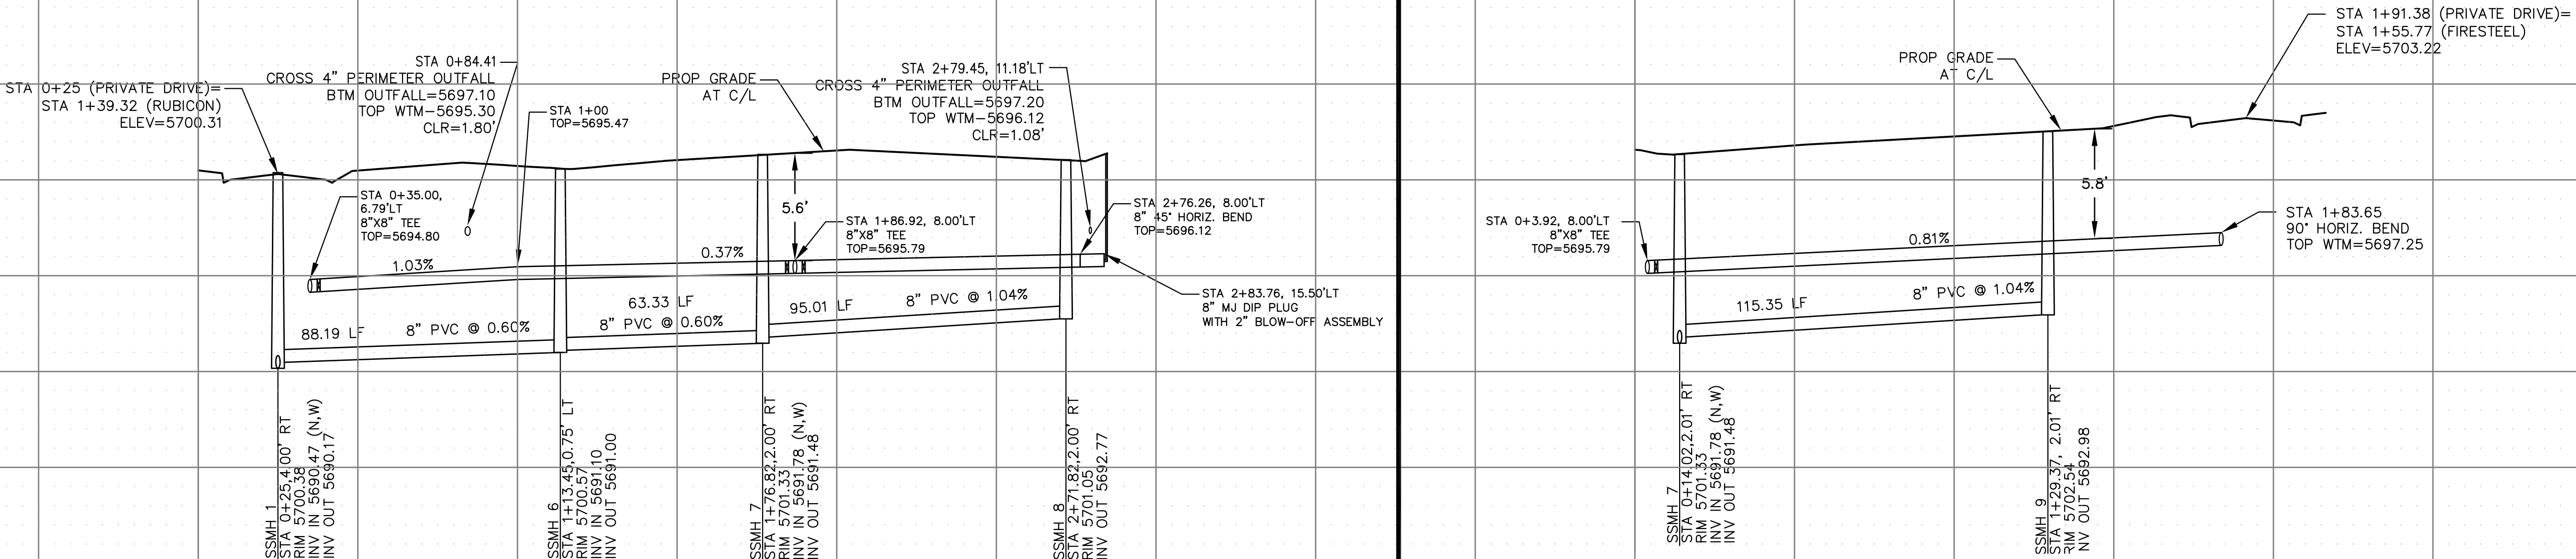 STA 0+25 (PRIVATE DRIVE)=
STA 1+39.32 (RUBICON)
ELEV=5700.31
STA 0+84.41
CROSS 4" PERIMETER OUTFALL
BTM OUTFALL=5697.10
TOP WTM-5695.30
CLR=1.80'
STA 1+00
TOP=5695.47
PROP GRADE
AT C/L
STA 2+79.45, 11.18'LT
CROSS 4" PERIMETER OUTFALL
BTM OUTFALL=5697.20
TOP WTM-5696.12
CLR=1.08'
STA 0+35.00,
6.79'LT
8"X8" TEE
TOP=5694.80
5.6'
STA 1+86.92, 8.00'LT
8"X8" TEE
TOP=5695.79
STA 2+76.26, 8.00'LT
8" 45° HORIZ. BEND
TOP=5696.12
1.03%
0.37%
STA 2+83.76, 15.50'LT
8" MJ DIP PLUG
WITH 2" BLOW-OFF ASSEMBLY
88.19 LF
8" PVC @ 0.60%
63.33 LF
8" PVC @ 0.60%
95.01 LF
8" PVC @ 1.04%
SSMH 1
STA 0+25,4.00' RT
RIM 5700.38
INV IN 5690.47 (N,W)
INV OUT 5690.17
SSMH 6
STA 1+13.45,0.75' LT
RIM 5700.57
INV IN 5691.10
INV OUT 5691.00
SSMH 7
STA 1+76.82,2.00' RT
RIM 5701.33
INV IN 5691.78 (N,W)
INV OUT 5691.48
SSMH 8
STA 2+71.82,2.00' RT
RIM 5701.05
INV OUT 5692.77
STA 1+91.38 (PRIVATE DRIVE)=
STA 1+55.77 (FIRESTEEL)
ELEV=5703.22
PROP GRADE
AT C/L
5.8'
STA 0+3.92, 8.00'LT
8"X8" TEE
TOP=5695.79
0.81%
STA 1+83.65
90° HORIZ. BEND
TOP WTM=5697.25
115.35 LF
8" PVC @ 1.04%
SSMH 7
STA 0+14.02,2.01' RT
RIM 5701.33
INV IN 5691.78 (N,W)
INV OUT 5691.48
SSMH 9
STA 1+29.37, 2.01' RT
RIM 5702.54
NV OUT 5692.98